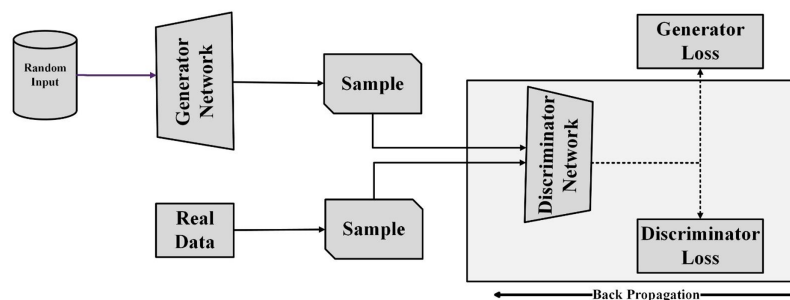 Random
Input
Generator
Network
Sample
Generator
Loss
Discriminator
Network
Real
Data
Sample
Discriminator
Loss
Back Propagation